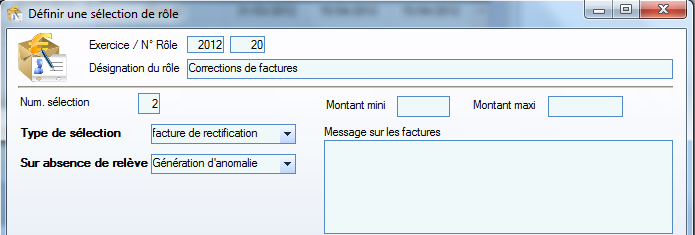 Définir une sélection de rôle
Exercice / N° Rôle 2012 20
Désignation du rôle Corrections de factures
Num. sélection 2 Montant mini Montant maxi
Type de sélection facture de rectification Message sur les factures
Sur absence de relève Génération d'anomalie